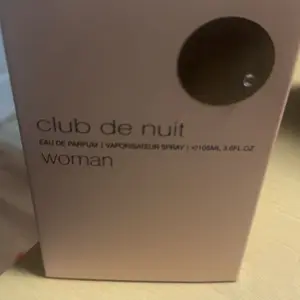 club de nuit
EAU DE PARFUM | VAPORISATEUR SPRAY | ℮105ML 3.6FL.OZ
woman